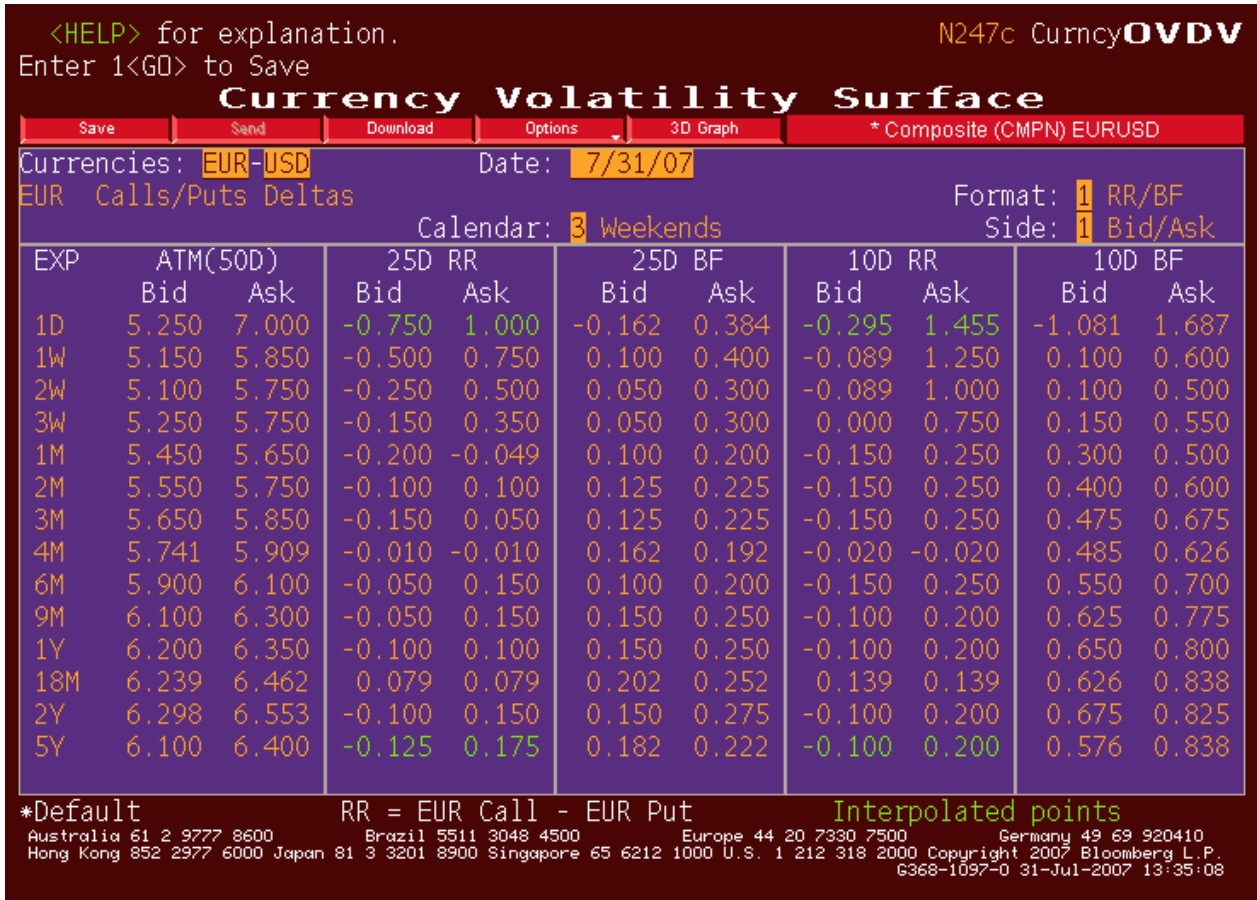 <HELP> for explanation. N247c Curncy OVDV
Enter 1<GO> to Save
Currency Volatility Surface
Save Send Download Options 3D Graph * Composite (CMPN) EURUSD
Currencies: EUR-USD Date: 7/31/07
EUR Calls/Puts Deltas Format: 1 RR/BF
Calendar: 3 Weekends Side: 1 Bid/Ask
EXP ATM(50D) 25D RR 25D BF 10D RR 10D BF
Bid Ask Bid Ask Bid Ask Bid Ask Bid Ask
1D 5.250 7.000 -0.750 1.000 -0.162 0.384 -0.295 1.455 -1.081 1.687
1W 5.150 5.850 -0.500 0.750 0.100 0.400 -0.089 1.250 0.100 0.600
2W 5.100 5.750 -0.250 0.500 0.050 0.300 -0.089 1.000 0.100 0.500
3W 5.250 5.750 -0.150 0.350 0.050 0.300 0.000 0.750 0.150 0.550
1M 5.450 5.650 -0.200 -0.049 0.100 0.200 -0.150 0.250 0.300 0.500
2M 5.550 5.750 -0.100 0.100 0.125 0.225 -0.150 0.250 0.400 0.600
3M 5.650 5.850 -0.150 0.050 0.125 0.225 -0.150 0.250 0.475 0.675
4M 5.741 5.909 -0.010 -0.010 0.162 0.192 -0.020 -0.020 0.485 0.626
6M 5.900 6.100 -0.050 0.150 0.100 0.200 -0.150 0.250 0.550 0.700
9M 6.100 6.300 -0.050 0.150 0.150 0.250 -0.100 0.200 0.625 0.775
1Y 6.200 6.350 -0.100 0.100 0.150 0.250 -0.100 0.200 0.650 0.800
18M 6.239 6.462 0.079 0.079 0.202 0.252 0.139 0.139 0.626 0.838
2Y 6.298 6.553 -0.100 0.150 0.150 0.275 -0.100 0.200 0.675 0.825
5Y 6.100 6.400 -0.125 0.175 0.182 0.222 -0.100 0.200 0.576 0.838
*Default RR = EUR Call - EUR Put Interpolated points
Australia 61 2 9777 8600 Brazil 5511 3048 4500 Europe 44 20 7330 7500 Germany 49 69 920410
Hong Kong 852 2977 6000 Japan 81 3 3201 8900 Singapore 65 6212 1000 U.S. 1 212 318 2000 Copyright 2007 Bloomberg L.P.
G368-1097-0 31-Jul-2007 13:35:08